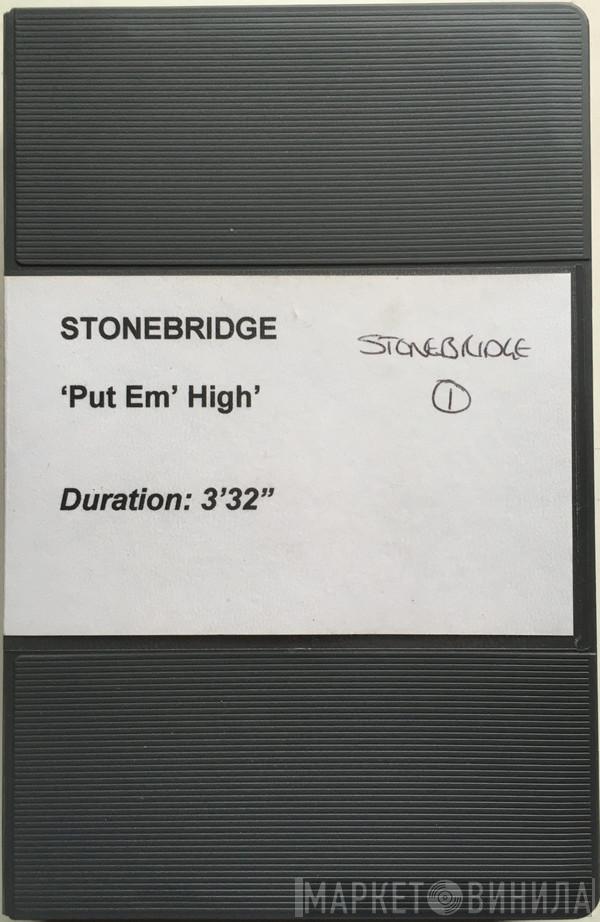 STONEBRIDGE
STONEBRIDGE
‘Put Em’ High’
1
Duration: 3’32”
МАРКЕТ ВИНИЛА